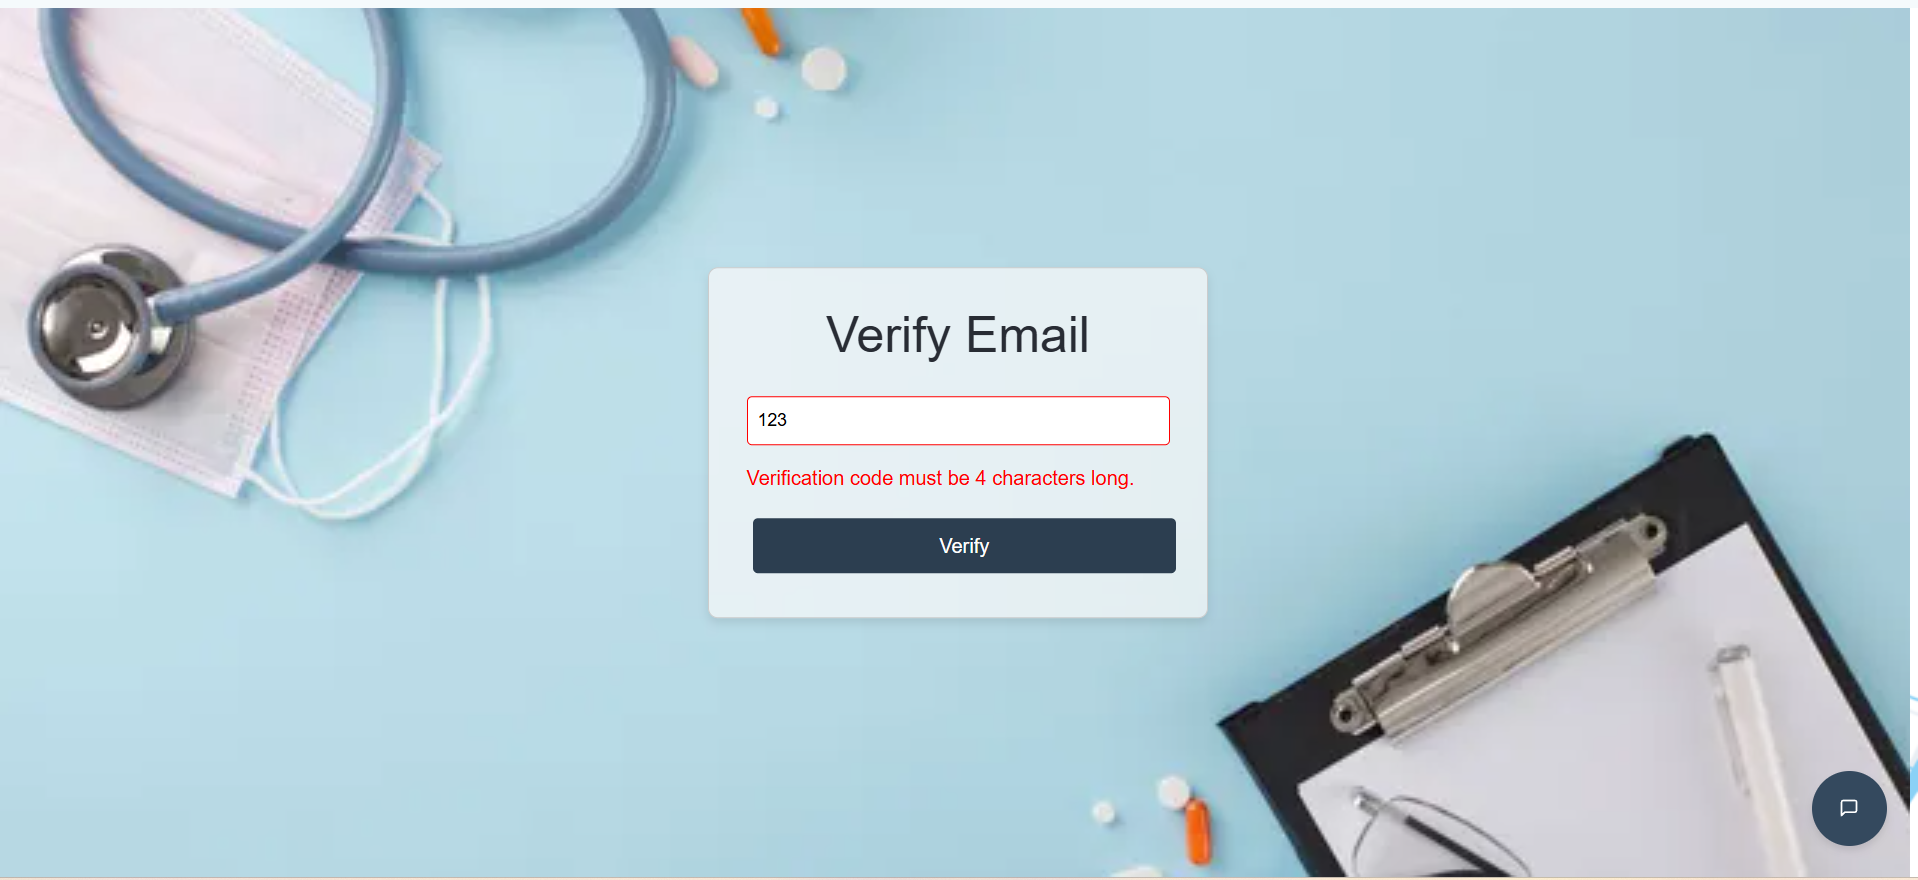 Verify Email
123
Verification code must be 4 characters long.
Verify